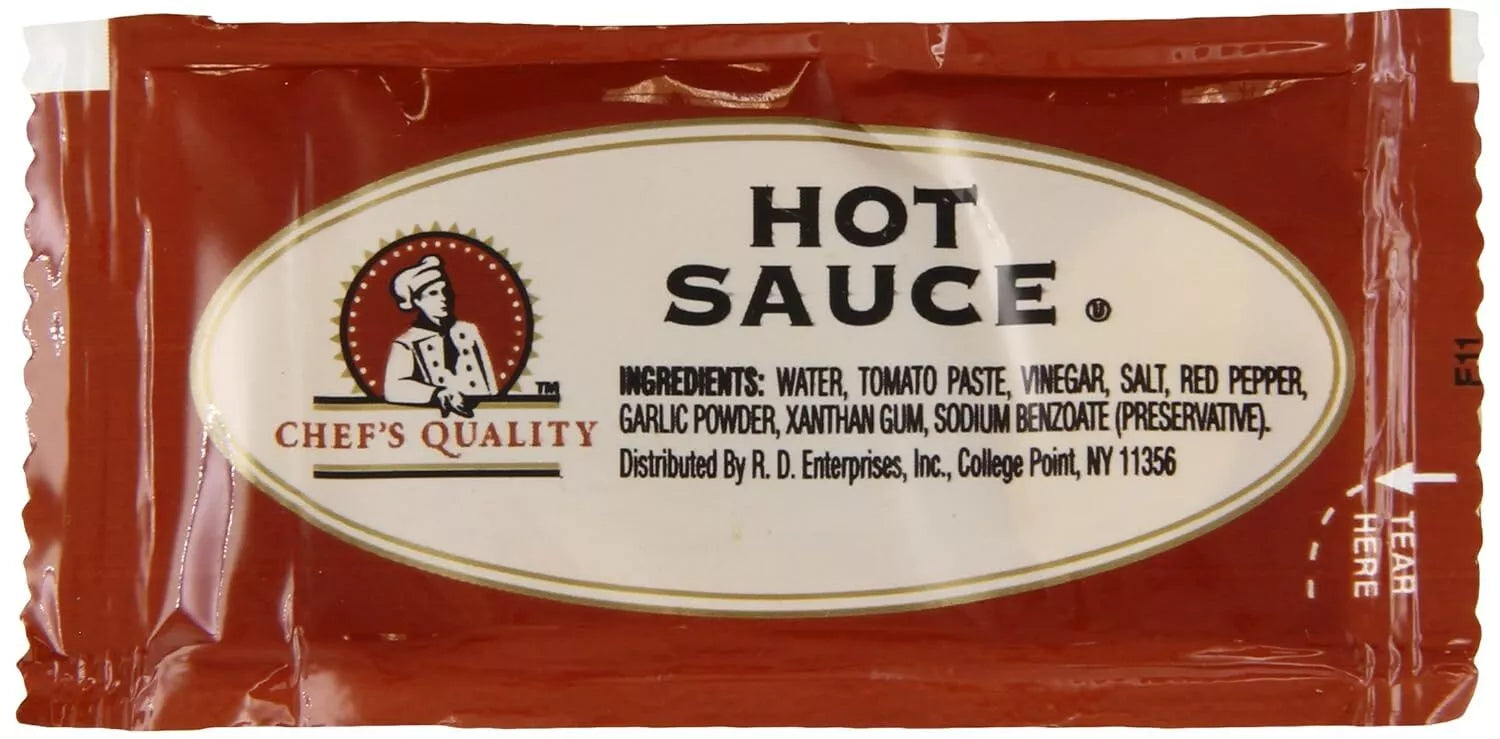 HOT
SAUCE Ⓤ
INGREDIENTS: WATER, TOMATO PASTE, VINEGAR, SALT, RED PEPPER,
GARLIC POWDER, XANTHAN GUM, SODIUM BENZOATE (PRESERVATIVE).
Distributed By R. D. Enterprises, Inc., College Point, NY 11356
TM
CHEF'S QUALITY
TEAR
HERE
F11